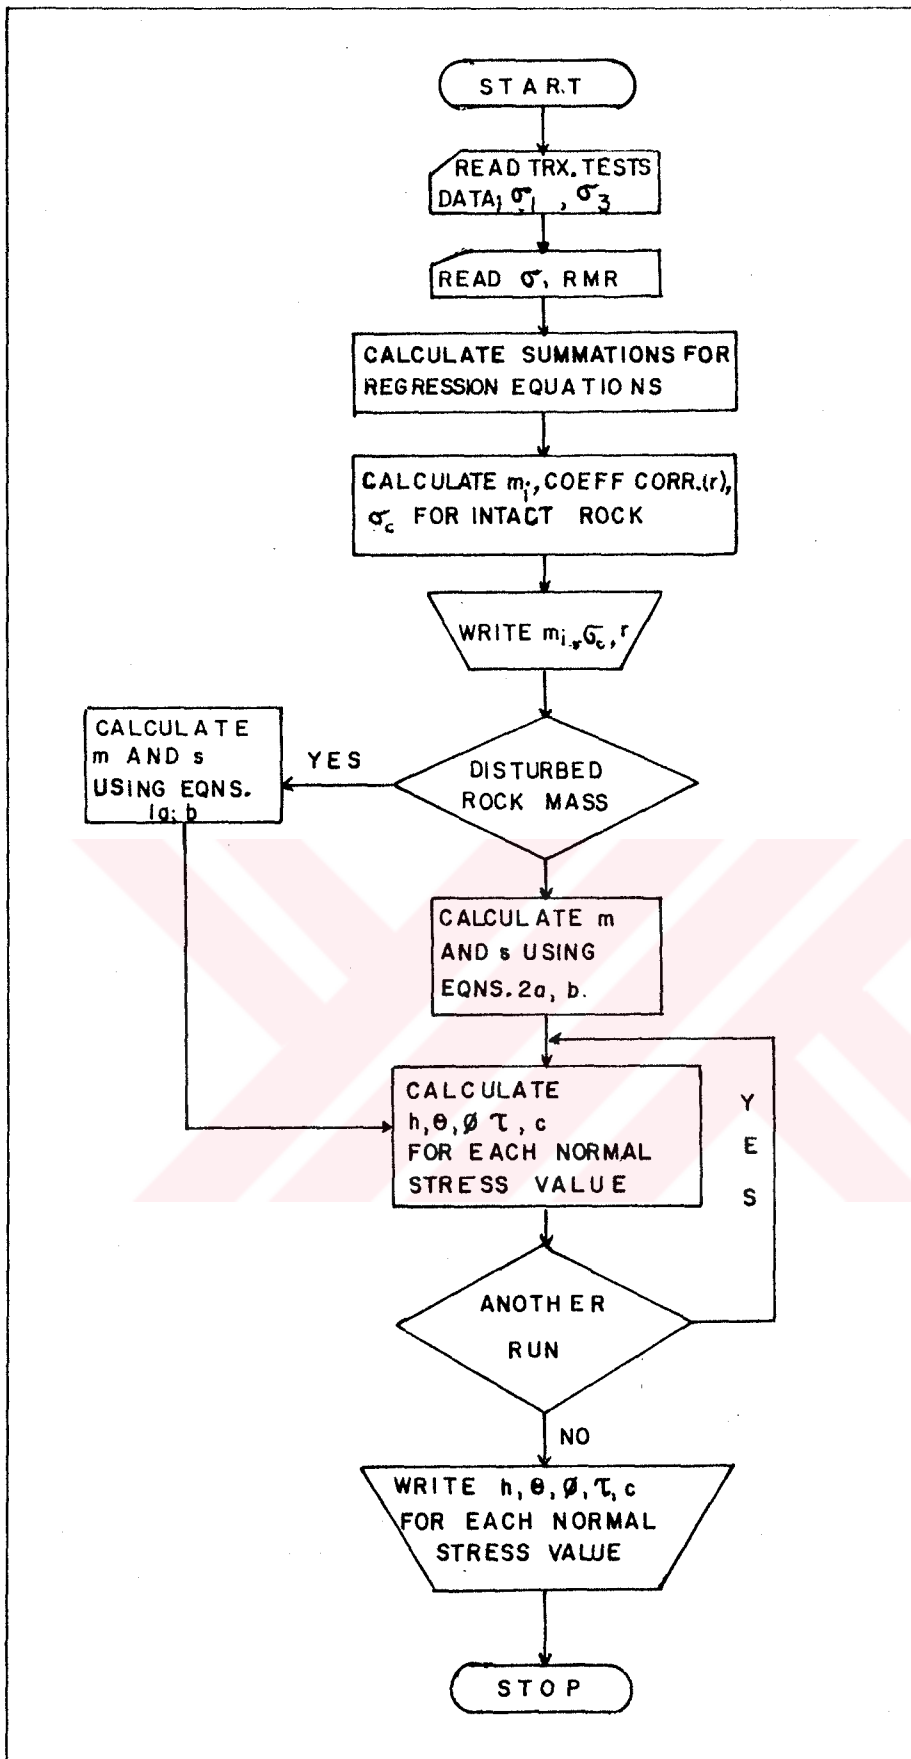 START
READ TRX. TESTS
DATA; σ1, σ3
READ σ, RMR
CALCULATE SUMMATIONS FOR
REGRESSION EQUATIONS
CALCULATE mi, COEFF CORR.(r),
σc FOR INTACT ROCK
WRITE mi, σc, r
DISTURBED
ROCK MASS
YES
CALCULATE
m AND s
USING EQNS.
1a; b
CALCULATE m
AND s USING
EQNS. 2a, b.
CALCULATE
h, θ, Ø τ, c
FOR EACH NORMAL
STRESS VALUE
YES
ANOTHER
RUN
NO
WRITE h, θ, Ø, τ, c
FOR EACH NORMAL
STRESS VALUE
STOP